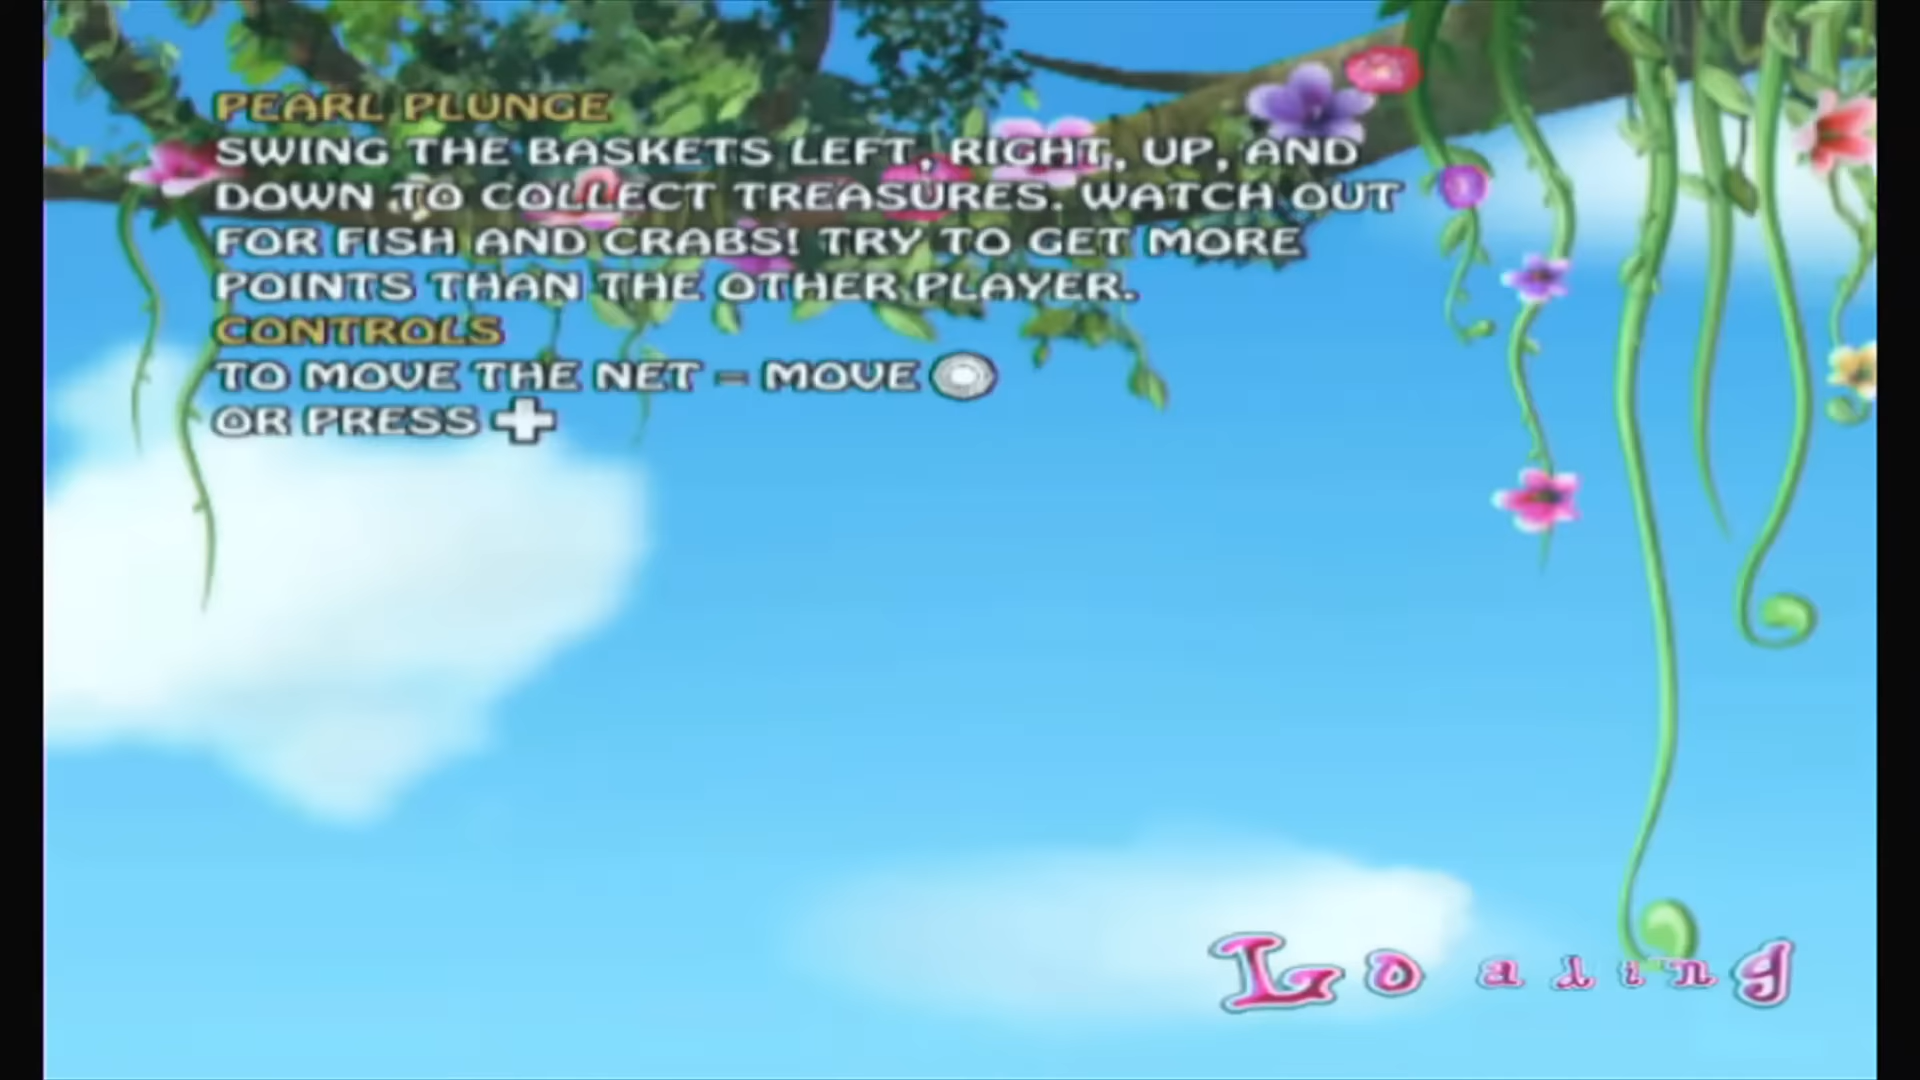 PEARL PLUNGE
SWING THE BASKETS LEFT, RIGHT, UP, AND
DOWN TO COLLECT TREASURES. WATCH OUT
FOR FISH AND CRABS! TRY TO GET MORE
POINTS THAN THE OTHER PLAYER.
CONTROLS
TO MOVE THE NET – MOVE
OR PRESS
Loading